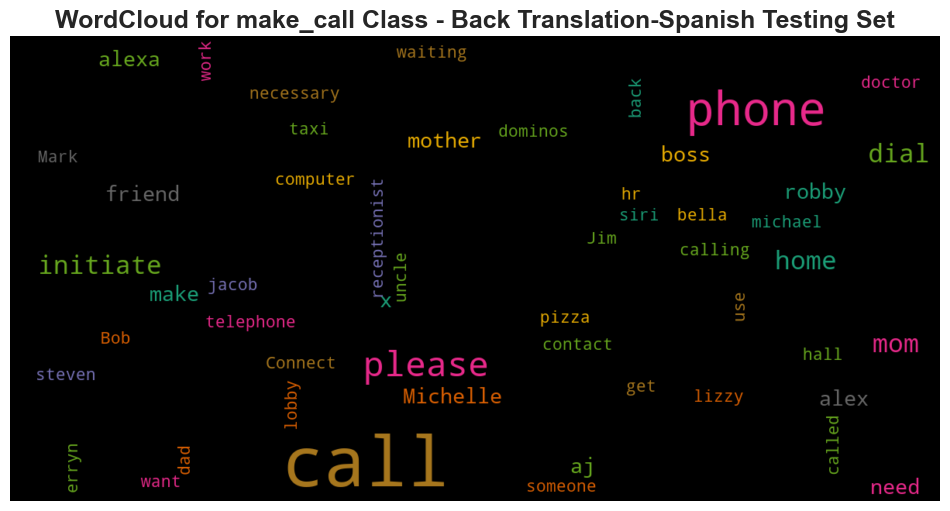 WordCloud for make_call Class - Back Translation-Spanish Testing Set
alexa
work
waiting
necessary
back
doctor
phone
taxi
dominos
mother
boss
dial
Mark
computer
friend
receptionist
hr
robby
siri
bella
michael
Jim
calling
uncle
initiate
home
make
jacob
x
use
telephone
pizza
Bob
contact
mom
hall
Connect
please
steven
get
lobby
Michelle
lizzy
alex
called
call
erryn
dad
want
aj
someone
need